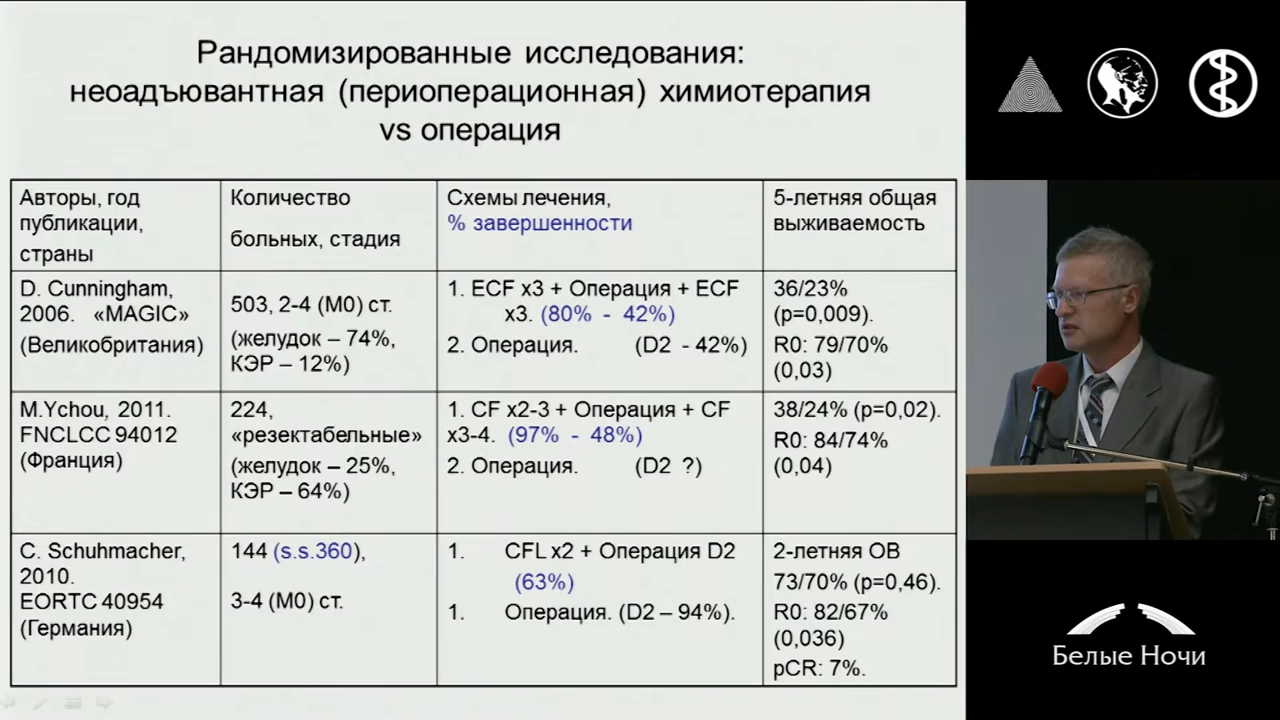 Рандомизированные исследования:
неоадъювантная (периоперационная) химиотерапия
vs операция
Авторы, год
публикации,
страны
Количество
больных, стадия
Схемы лечения,
% завершенности
5-летняя общая
выживаемость
D. Cunningham,
2006. «MAGIC»
(Великобритания)
503, 2-4 (М0) ст.
(желудок – 74%,
КЭР – 12%)
1. ECF x3 + Операция + ECF
x3. (80% - 42%)
2. Операция. (D2 - 42%)
36/23%
(p=0,009).
R0: 79/70%
(0,03)
M.Ychou, 2011.
FNCLCC 94012
(Франция)
224,
«резектабельные»
(желудок – 25%,
КЭР – 64%)
1. CF x2-3 + Операция + CF
x3-4. (97% - 48%)
2. Операция. (D2 ?)
38/24% (p=0,02).
R0: 84/74%
(0,04)
C. Schuhmacher,
2010.
EORTC 40954
(Германия)
144 (s.s.360),
3-4 (М0) ст.
1. CFL x2 + Операция D2
(63%)
1. Операция. (D2 – 94%).
2-летняя ОВ
73/70% (p=0,46).
R0: 82/67%
(0,036)
pCR: 7%.
Белые Ночи